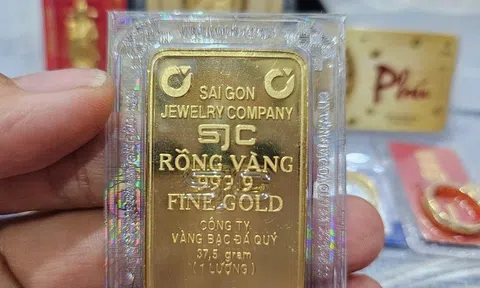 SAI GON
JEWELRY COMPANY
SJC
RỒNG VÀNG
999.9
FINE GOLD
CÔNG TY
VÀNG BẠC ĐÁ QUÝ
37,5 gram
(1 LƯỢNG)
Phúc